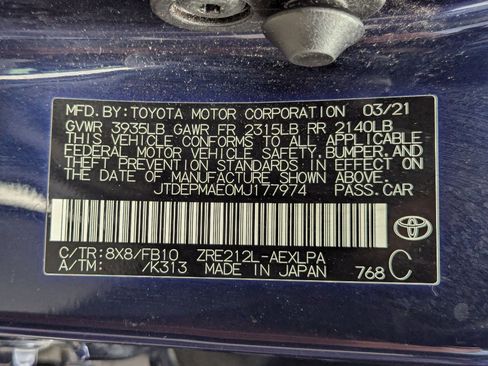 MFD. BY: TOYOTA MOTOR CORPORATION 03/21
GVWR 3935LB GAWR FR 2315LB RR 2140LB
THIS VEHICLE CONFORMS TO ALL APPLICABLE
FEDERAL MOTOR VEHICLE SAFETY, BUMPER, AND
THEFT PREVENTION STANDARDS IN EFFECT ON
THE DATE OF MANUFACTURE SHOWN ABOVE.
JTDEPMAE0MJ177974 PASS. CAR
C/TR: 8X8/FB10 ZRE212L-AEXLPA
A/TM: /K313 MADE IN JAPAN 768 C